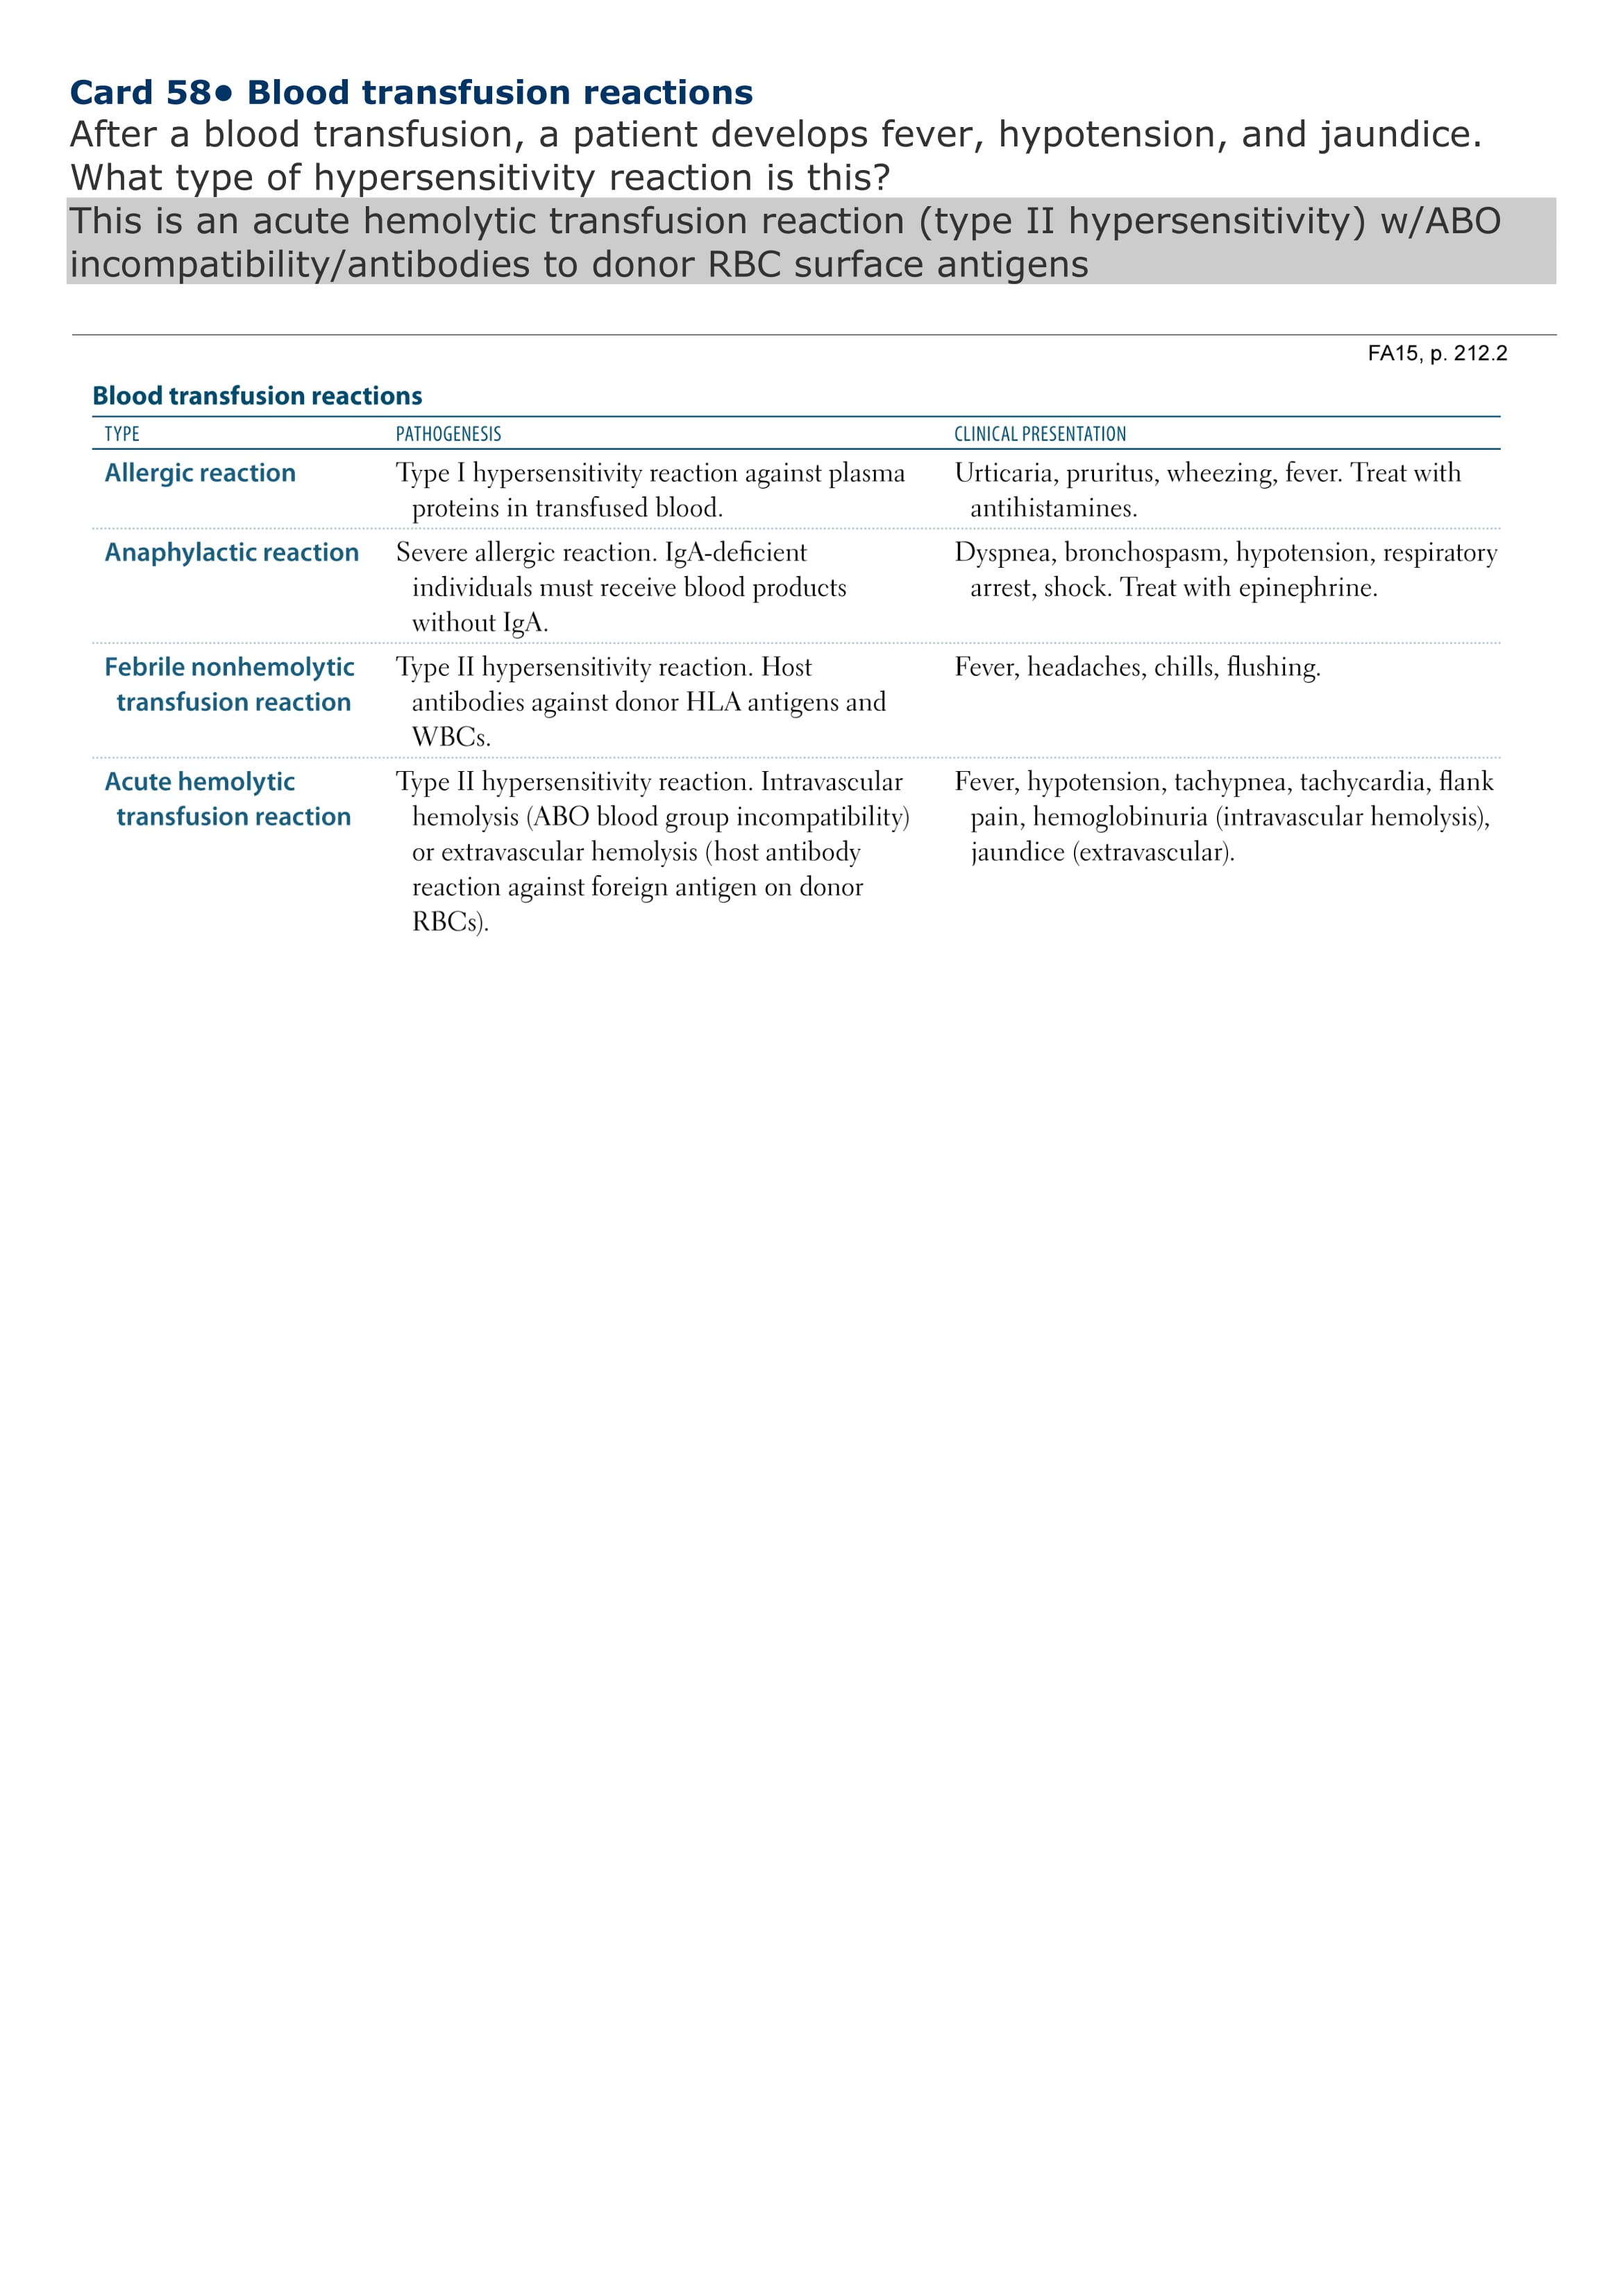 Card 58● Blood transfusion reactions
After a blood transfusion, a patient develops fever, hypotension, and jaundice.
What type of hypersensitivity reaction is this?
This is an acute hemolytic transfusion reaction (type II hypersensitivity) w/ABO
incompatibility/antibodies to donor RBC surface antigens
FA15, p. 212.2
Blood transfusion reactions
TYPE PATHOGENESIS CLINICAL PRESENTATION
Allergic reaction Type I hypersensitivity reaction against plasma Urticaria, pruritus, wheezing, fever. Treat with
proteins in transfused blood. antihistamines.
Anaphylactic reaction Severe allergic reaction. IgA-deficient Dyspnea, bronchospasm, hypotension, respiratory
individuals must receive blood products arrest, shock. Treat with epinephrine.
without IgA.
Febrile nonhemolytic Type II hypersensitivity reaction. Host Fever, headaches, chills, flushing.
transfusion reaction antibodies against donor HLA antigens and
WBCs.
Acute hemolytic Type II hypersensitivity reaction. Intravascular Fever, hypotension, tachypnea, tachycardia, flank
transfusion reaction hemolysis (ABO blood group incompatibility) pain, hemoglobinuria (intravascular hemolysis),
or extravascular hemolysis (host antibody jaundice (extravascular).
reaction against foreign antigen on donor
RBCs).